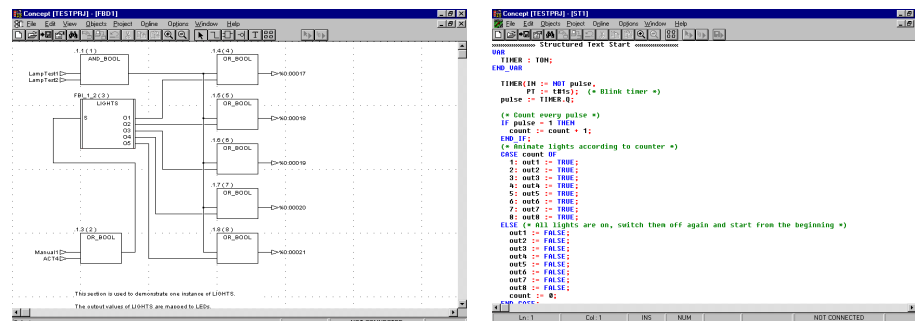 Concept [TESTPRJ] - [FBD1]
File Edit View Objects Project Online Options Window Help
.1.1 ( 1 )
AND_BOOL
LampTest1
LampTest2
.1.4 ( 4 )
OR_BOOL
%0.00017
FBI_1_2 ( 3 )
LIGHTS
S
O1
O2
O3
O4
O5
.1.5 ( 5 )
OR_BOOL
%0.00018
.1.6 ( 6 )
OR_BOOL
%0.00019
.1.7 ( 7 )
OR_BOOL
%0.00020
.1.3 ( 2 )
OR_BOOL
Manual1
ACT4
.1.8 ( 8 )
OR_BOOL
%0.00021
This section is used to demonstrate one instance of LIGHTS.
The output values of LIGHTS are mapped to LEDs.
NOT CONNECTED
Concept [TESTPRJ] - [ST1]
File Edit View Objects Project Online Options Window Help
Structured Text Start
VAR
TIMER : TON;
END_VAR
TIMER(IN := NOT pulse,
PT := t#1s); (* Blink timer *)
pulse := TIMER.Q;
(* Count every pulse *)
IF pulse = 1 THEN
count := count + 1;
END_IF;
(* Animate lights according to counter *)
CASE count OF
1: out1 := TRUE;
2: out2 := TRUE;
3: out3 := TRUE;
4: out4 := TRUE;
5: out5 := TRUE;
6: out6 := TRUE;
7: out7 := TRUE;
8: out8 := TRUE;
ELSE (* All lights are on, switch them off again and start from the beginning *)
out1 := FALSE;
out2 := FALSE;
out3 := FALSE;
out4 := FALSE;
out5 := FALSE;
out6 := FALSE;
out7 := FALSE;
out8 := FALSE;
count := 0;
END_CASE;
Ln: 1 Col: 1 INS NUM NOT CONNECTED